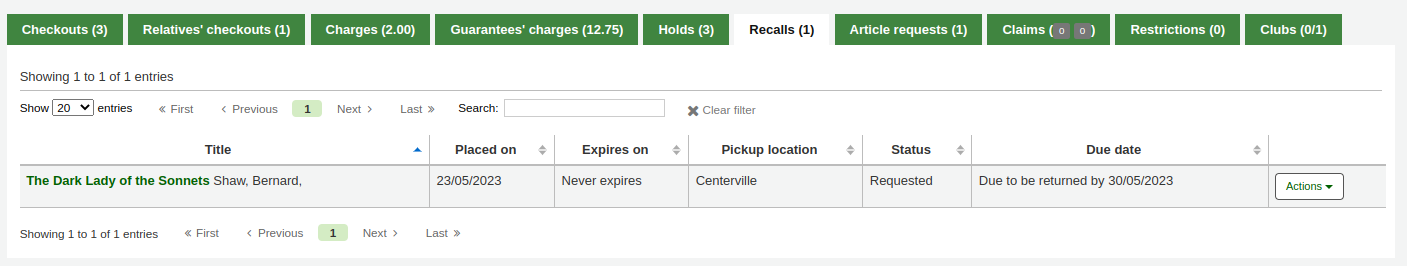 Checkouts (3) Relatives' checkouts (1) Charges (2.00) Guarantees' charges (12.75) Holds (3) Recalls (1) Article requests (1) Claims (0 0) Restrictions (0) Clubs (0/1)
Showing 1 to 1 of 1 entries
Show 20 entries « First ‹ Previous 1 Next › Last » Search: ✖ Clear filter
Title Placed on Expires on Pickup location Status Due date
The Dark Lady of the Sonnets Shaw, Bernard, 23/05/2023 Never expires Centerville Requested Due to be returned by 30/05/2023 Actions
Showing 1 to 1 of 1 entries « First ‹ Previous 1 Next › Last »